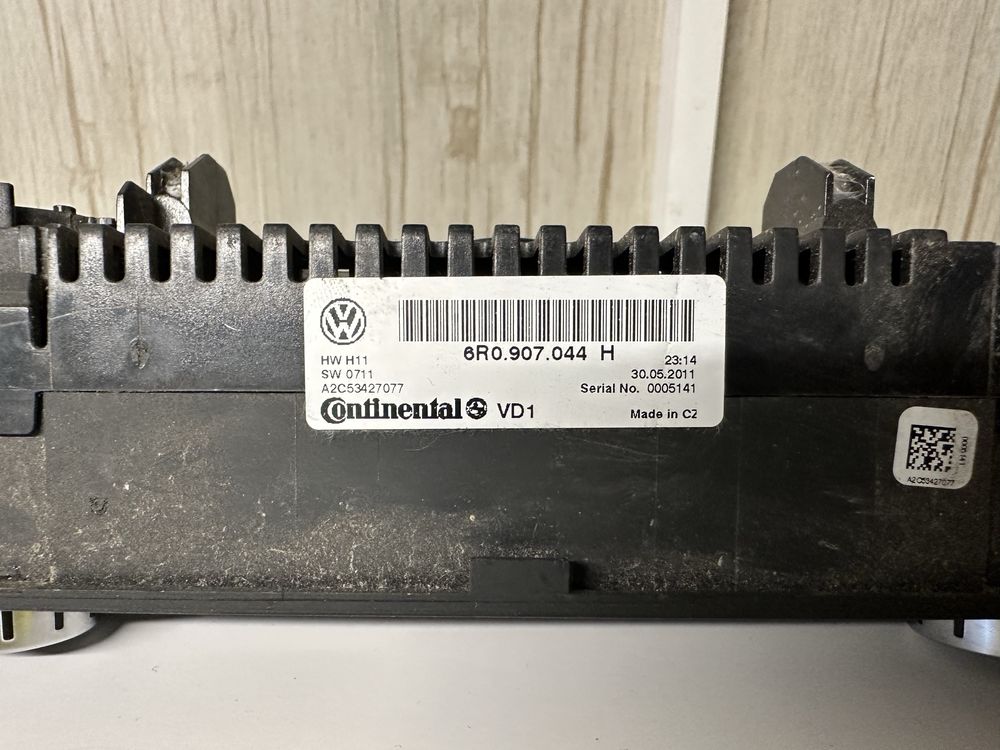 6R0.907.044 H
HW H11
23:14
SW 0711
30.05.2011
A2C53427077
Serial No. 0005141
Continental VD1
Made in CZ
0005141
A2C53427077